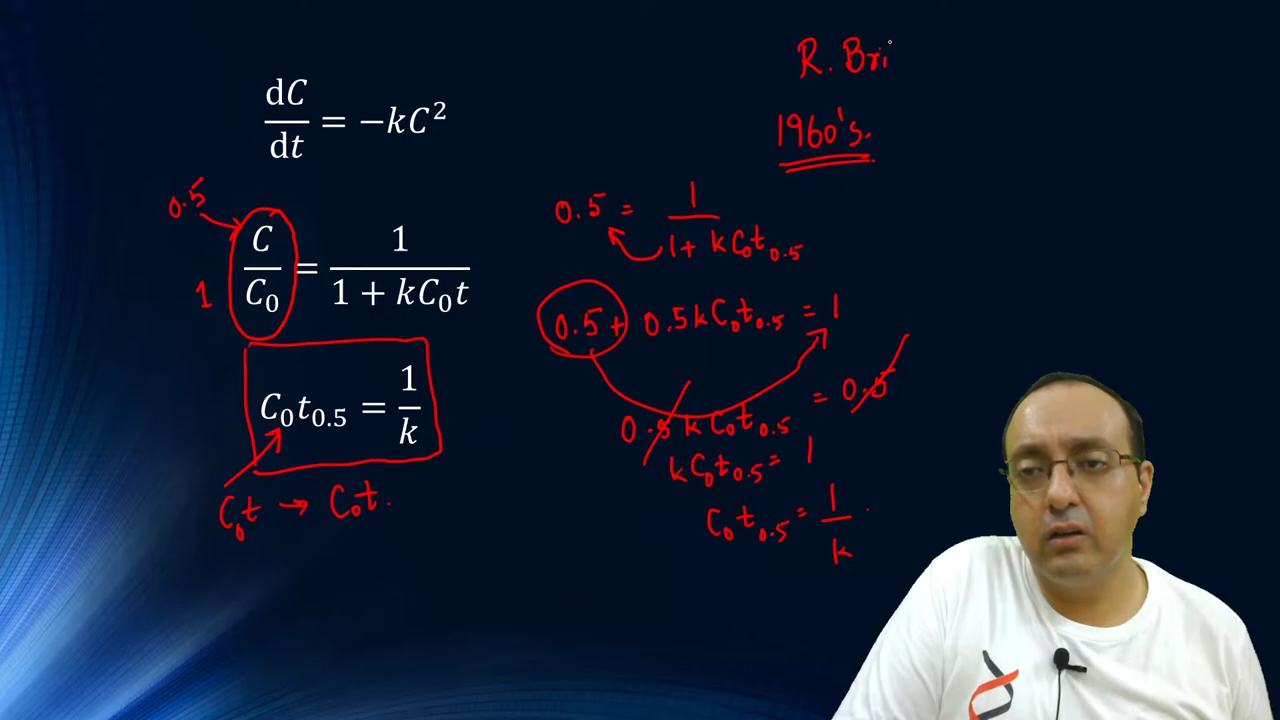 R. Bri
1960's.
dC/dt = −kC²
0.5
C/C₀ = 1/(1 + kC₀t)
1
C₀t₀.₅ = 1/k
C₀t → C₀t.
0.5 = 1/(1 + kC₀t₀.₅)
0.5 + 0.5kC₀t₀.₅ = 1
0.5 kC₀t₀.₅ = 0.5
kC₀t₀.₅ = 1
C₀t₀.₅ = 1/k